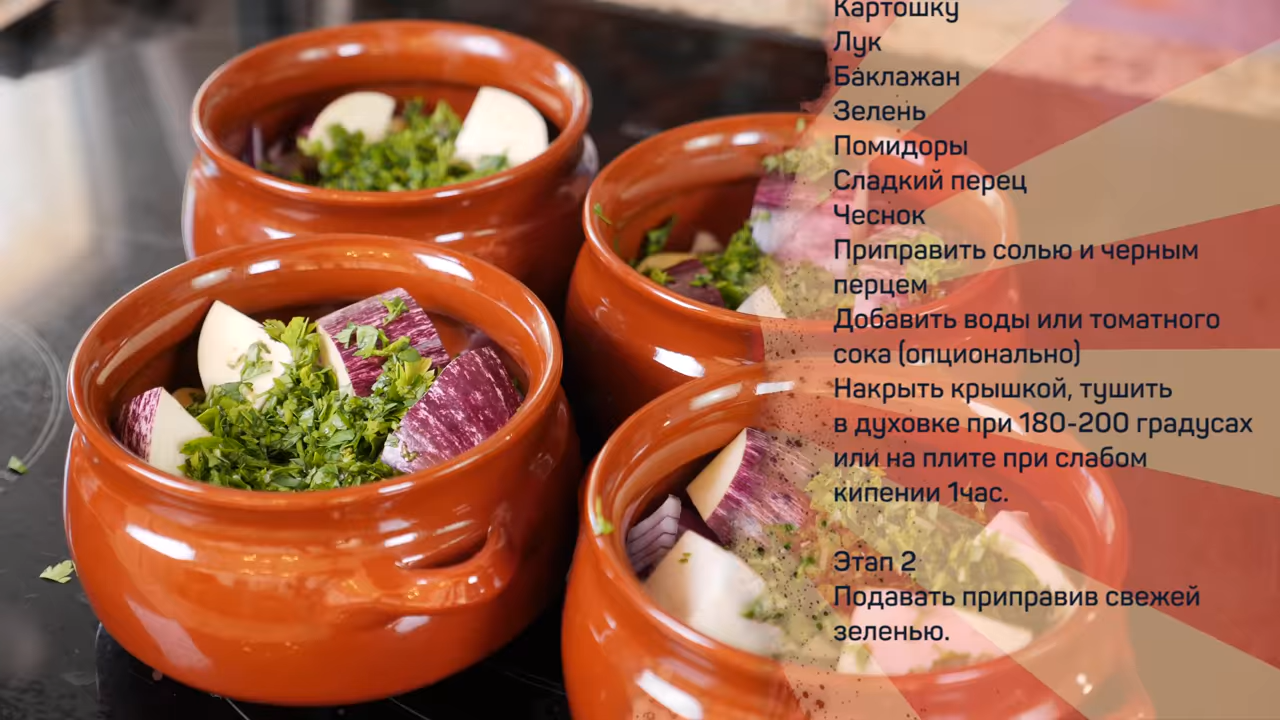 Картошку
Лук
Баклажан
Зелень
Помидоры
Сладкий перец
Чеснок
Приправить солью и черным
перцем
Добавить воды или томатного
сока (опционально)
Накрыть крышкой, тушить
в духовке при 180-200 градусах
или на плите при слабом
кипении 1час.
Этап 2
Подавать приправив свежей
зеленью.